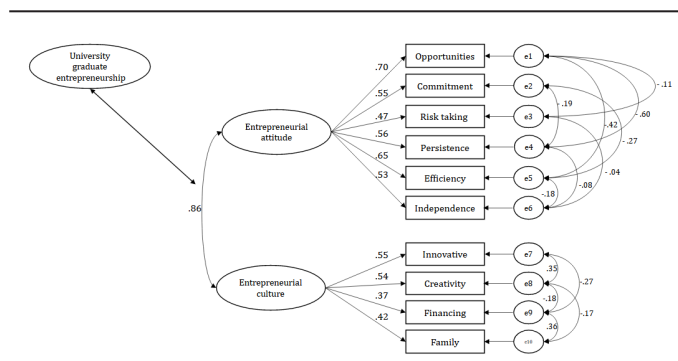 University
graduate
entrepreneurship
Entrepreneurial
attitude
Entrepreneurial
culture
.86
.70
.55
.47
.56
.65
.53
Opportunities
Commitment
Risk taking
Persistence
Efficiency
Independence
e1
e2
e3
e4
e5
e6
-.11
-.60
-.19
.42
-.27
-.04
-.08
-.18
.55
.54
.37
.42
Innovative
Creativity
Financing
Family
e7
e8
e9
e10
.35
-.27
-.18
-.17
.36